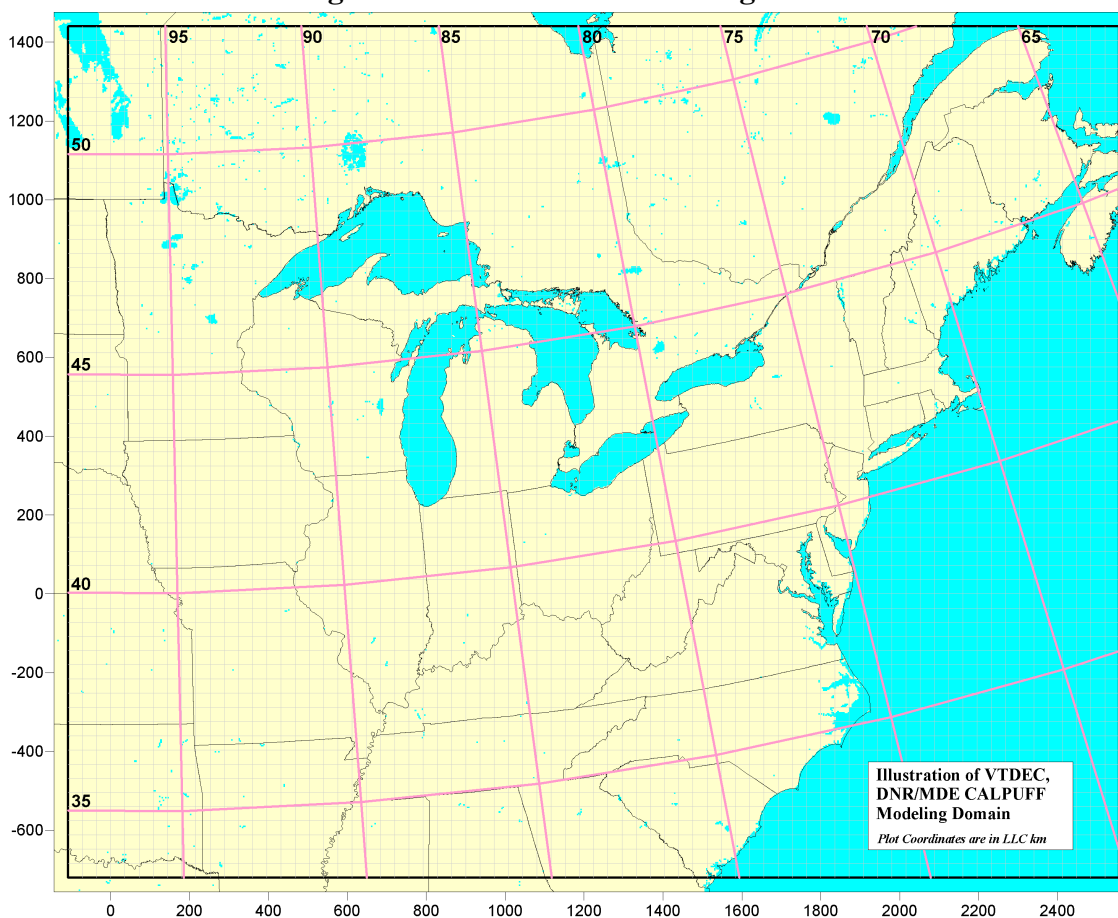 95 90 85 80 75 70 65
1400
1200
50
1000
800
600
45
400
200
40
0
-200
-400
35
-600
Illustration of VTDEC,
DNR/MDE CALPUFF
Modeling Domain
Plot Coordinates are in LLC km
0 200 400 600 800 1000 1200 1400 1600 1800 2000 2200 2400